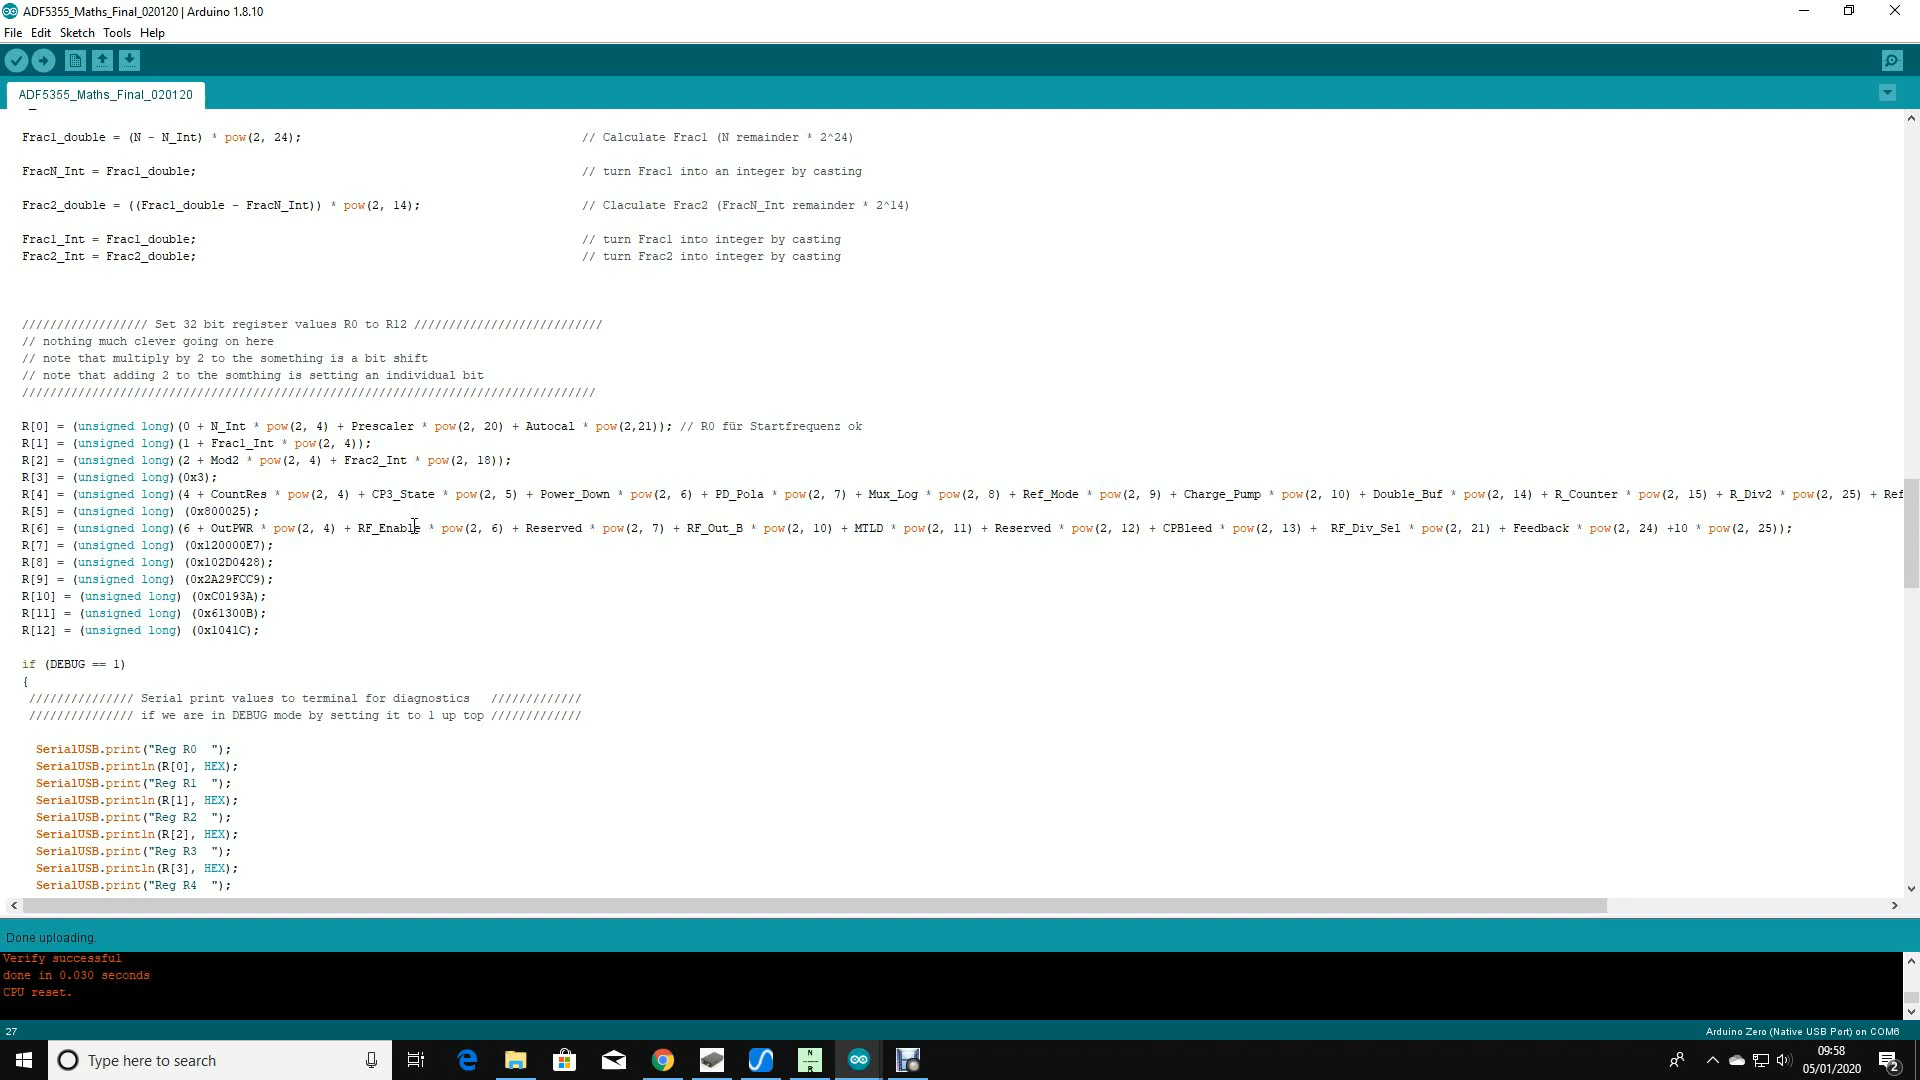 ADF5355_Maths_Final_020120 | Arduino 1.8.10
File Edit Sketch Tools Help
ADF5355_Maths_Final_020120
Frac1_double = (N - N_Int) * pow(2, 24); // Calculate Frac1 (N remainder * 2^24)
FracN_Int = Frac1_double; // turn Frac1 into an integer by casting
Frac2_double = ((Frac1_double - FracN_Int)) * pow(2, 14); // Claculate Frac2 (FracN_Int remainder * 2^14)
Frac1_Int = Frac1_double; // turn Frac1 into integer by casting
Frac2_Int = Frac2_double; // turn Frac2 into integer by casting
////////////////// Set 32 bit register values R0 to R12 ///////////////////////////
// nothing much clever going on here
// note that multiply by 2 to the something is a bit shift
// note that adding 2 to the somthing is setting an individual bit
//////////////////////////////////////////////////////////////////////////////////
R[0] = (unsigned long)(0 + N_Int * pow(2, 4) + Prescaler * pow(2, 20) + Autocal * pow(2,21)); // R0 für Startfrequenz ok
R[1] = (unsigned long)(1 + Frac1_Int * pow(2, 4));
R[2] = (unsigned long)(2 + Mod2 * pow(2, 4) + Frac2_Int * pow(2, 18));
R[3] = (unsigned long)(0x3);
R[4] = (unsigned long)(4 + CountRes * pow(2, 4) + CP3_State * pow(2, 5) + Power_Down * pow(2, 6) + PD_Pola * pow(2, 7) + Mux_Log * pow(2, 8) + Ref_Mode * pow(2, 9) + Charge_Pump * pow(2, 10) + Double_Buf * pow(2, 14) + R_Counter * pow(2, 15) + R_Div2 * pow(2, 25) + Ref
R[5] = (unsigned long) (0x800025);
R[6] = (unsigned long)(6 + OutPWR * pow(2, 4) + RF_Enable * pow(2, 6) + Reserved * pow(2, 7) + RF_Out_B * pow(2, 10) + MTLD * pow(2, 11) + Reserved * pow(2, 12) + CPBleed * pow(2, 13) + RF_Div_Sel * pow(2, 21) + Feedback * pow(2, 24) +10 * pow(2, 25));
R[7] = (unsigned long) (0x120000E7);
R[8] = (unsigned long) (0x102D0428);
R[9] = (unsigned long) (0x2A29FCC9);
R[10] = (unsigned long) (0xC0193A);
R[11] = (unsigned long) (0x61300B);
R[12] = (unsigned long) (0x1041C);
if (DEBUG == 1)
{
/////////////// Serial print values to terminal for diagnostics /////////////
/////////////// if we are in DEBUG mode by setting it to 1 up top /////////////
SerialUSB.print("Reg R0 ");
SerialUSB.println(R[0], HEX);
SerialUSB.print("Reg R1 ");
SerialUSB.println(R[1], HEX);
SerialUSB.print("Reg R2 ");
SerialUSB.println(R[2], HEX);
SerialUSB.print("Reg R3 ");
SerialUSB.println(R[3], HEX);
SerialUSB.print("Reg R4 ");
Done uploading.
Verify successful
done in 0.030 seconds
CPU reset.
27 Arduino Zero (Native USB Port) on COM6
Type here to search
09:58
05/01/2020
2